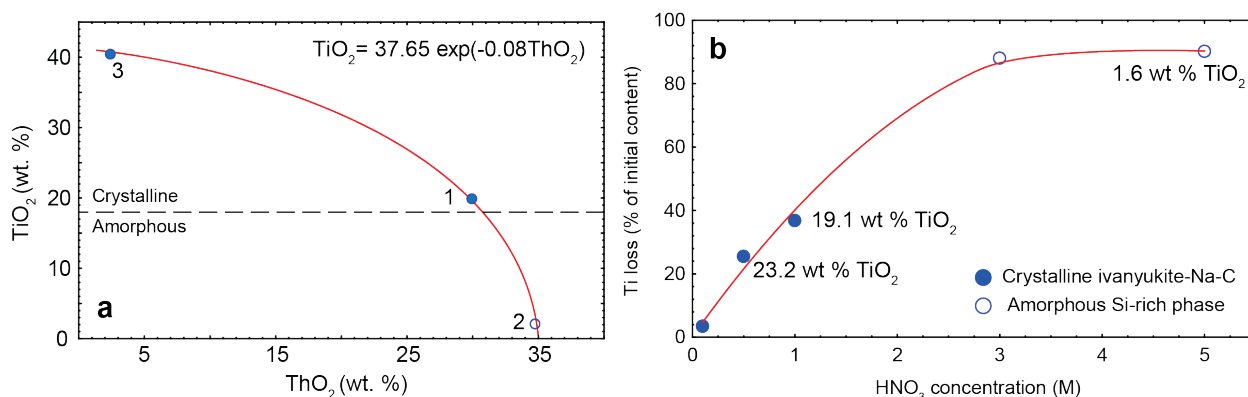 TiO₂= 37.65 exp(-0.08ThO₂)
40
30
20
10
0
TiO₂ (wt. %)
3
1
2
Crystalline
Amorphous
a
5
15
25
35
ThO₂ (wt. %)
b
100
80
60
40
20
0
Ti loss (% of initial content)
1.6 wt % TiO₂
19.1 wt % TiO₂
23.2 wt % TiO₂
Crystalline ivanyukite-Na-C
Amorphous Si-rich phase
0
1
2
3
4
5
HNO₃ concentration (M)